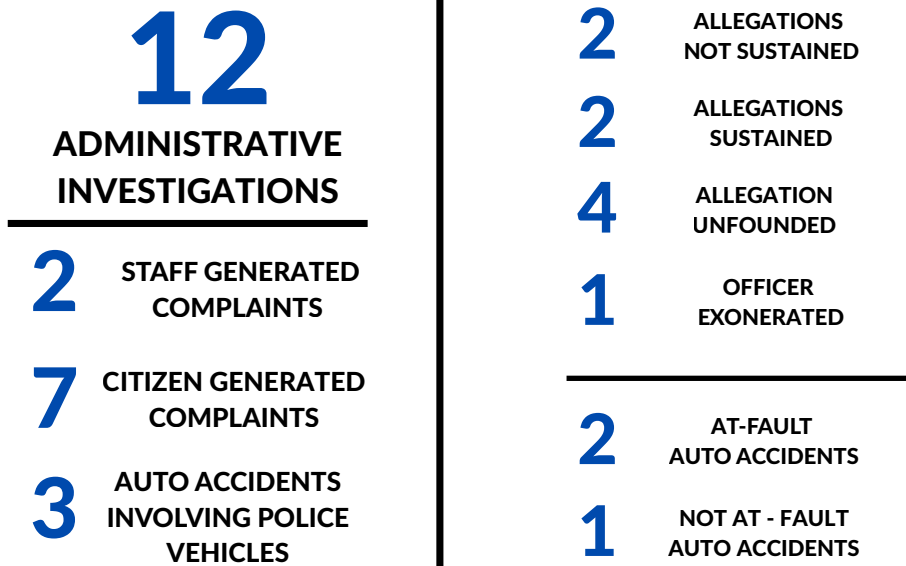 12
ADMINISTRATIVE
INVESTIGATIONS
2
STAFF GENERATED
COMPLAINTS
7
CITIZEN GENERATED
COMPLAINTS
3
AUTO ACCIDENTS
INVOLVING POLICE
VEHICLES
2
ALLEGATIONS
NOT SUSTAINED
2
ALLEGATIONS
SUSTAINED
4
ALLEGATION
UNFOUNDED
1
OFFICER
EXONERATED
2
AT-FAULT
AUTO ACCIDENTS
1
NOT AT - FAULT
AUTO ACCIDENTS